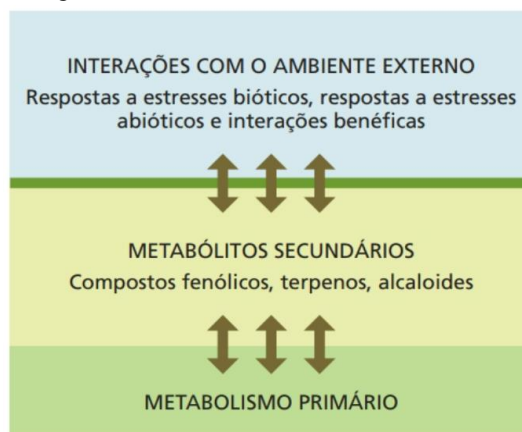 INTERAÇÕES COM O AMBIENTE EXTERNO
Respostas a estresses bióticos, respostas a estresses
abióticos e interações benéficas
METABÓLITOS SECUNDÁRIOS
Compostos fenólicos, terpenos, alcaloides
METABOLISMO PRIMÁRIO